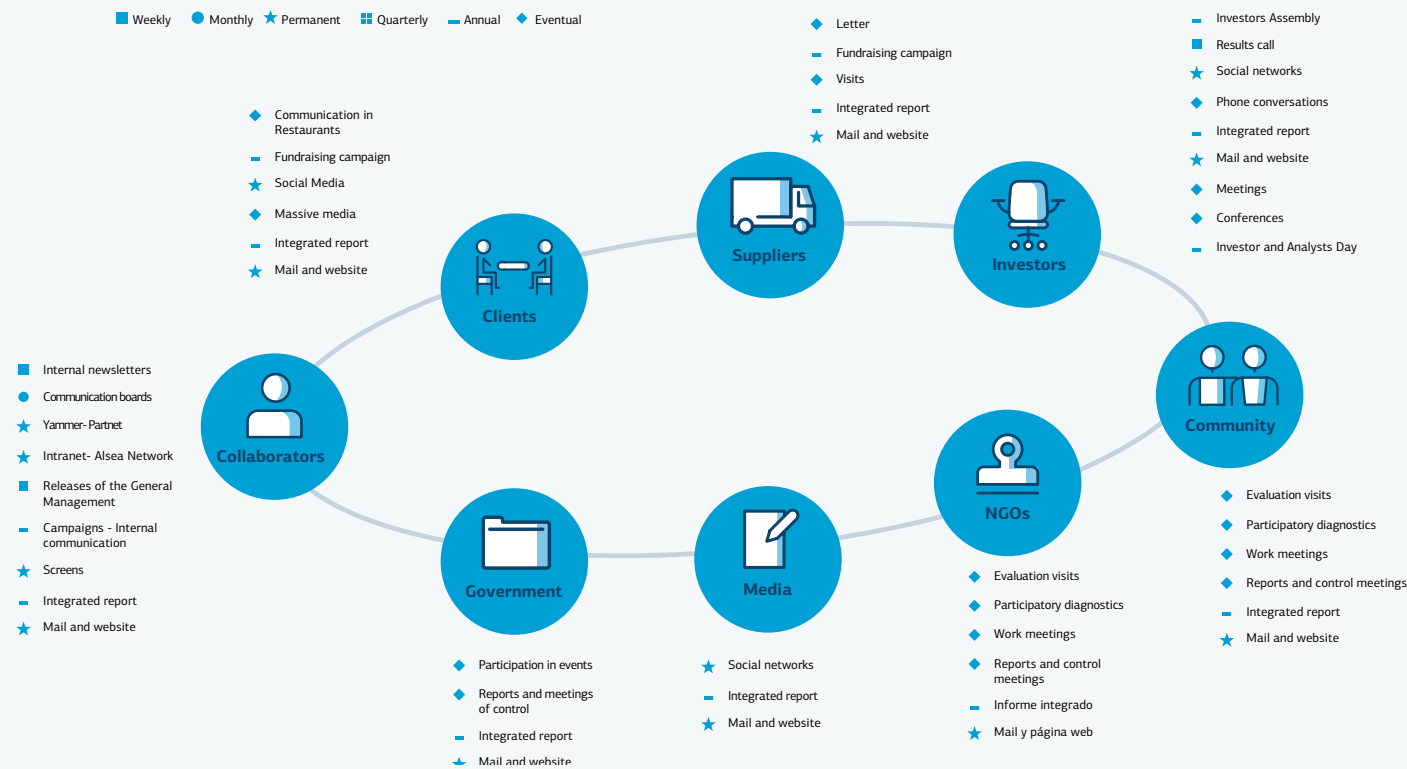 Weekly
Monthly
Permanent
Quarterly
Annual
Eventual
Letter
Fundraising campaign
Visits
Integrated report
Mail and website
Investors Assembly
Results call
Social networks
Phone conversations
Integrated report
Mail and website
Meetings
Conferences
Investor and Analysts Day
Communication in
Restaurants
Fundraising campaign
Social Media
Massive media
Integrated report
Mail and website
Clients
Suppliers
Investors
Community
Collaborators
Internal newsletters
Communication boards
Yammer- Partnet
Intranet- Alsea Network
Releases of the General
Management
Campaigns - Internal
communication
Screens
Integrated report
Mail and website
Government
Participation in events
Reports and meetings
of control
Integrated report
Mail and website
Media
Social networks
Integrated report
Mail and website
NGOs
Evaluation visits
Participatory diagnostics
Work meetings
Reports and control
meetings
Informe integrado
Mail y página web
Evaluation visits
Participatory diagnostics
Work meetings
Reports and control meetings
Integrated report
Mail and website